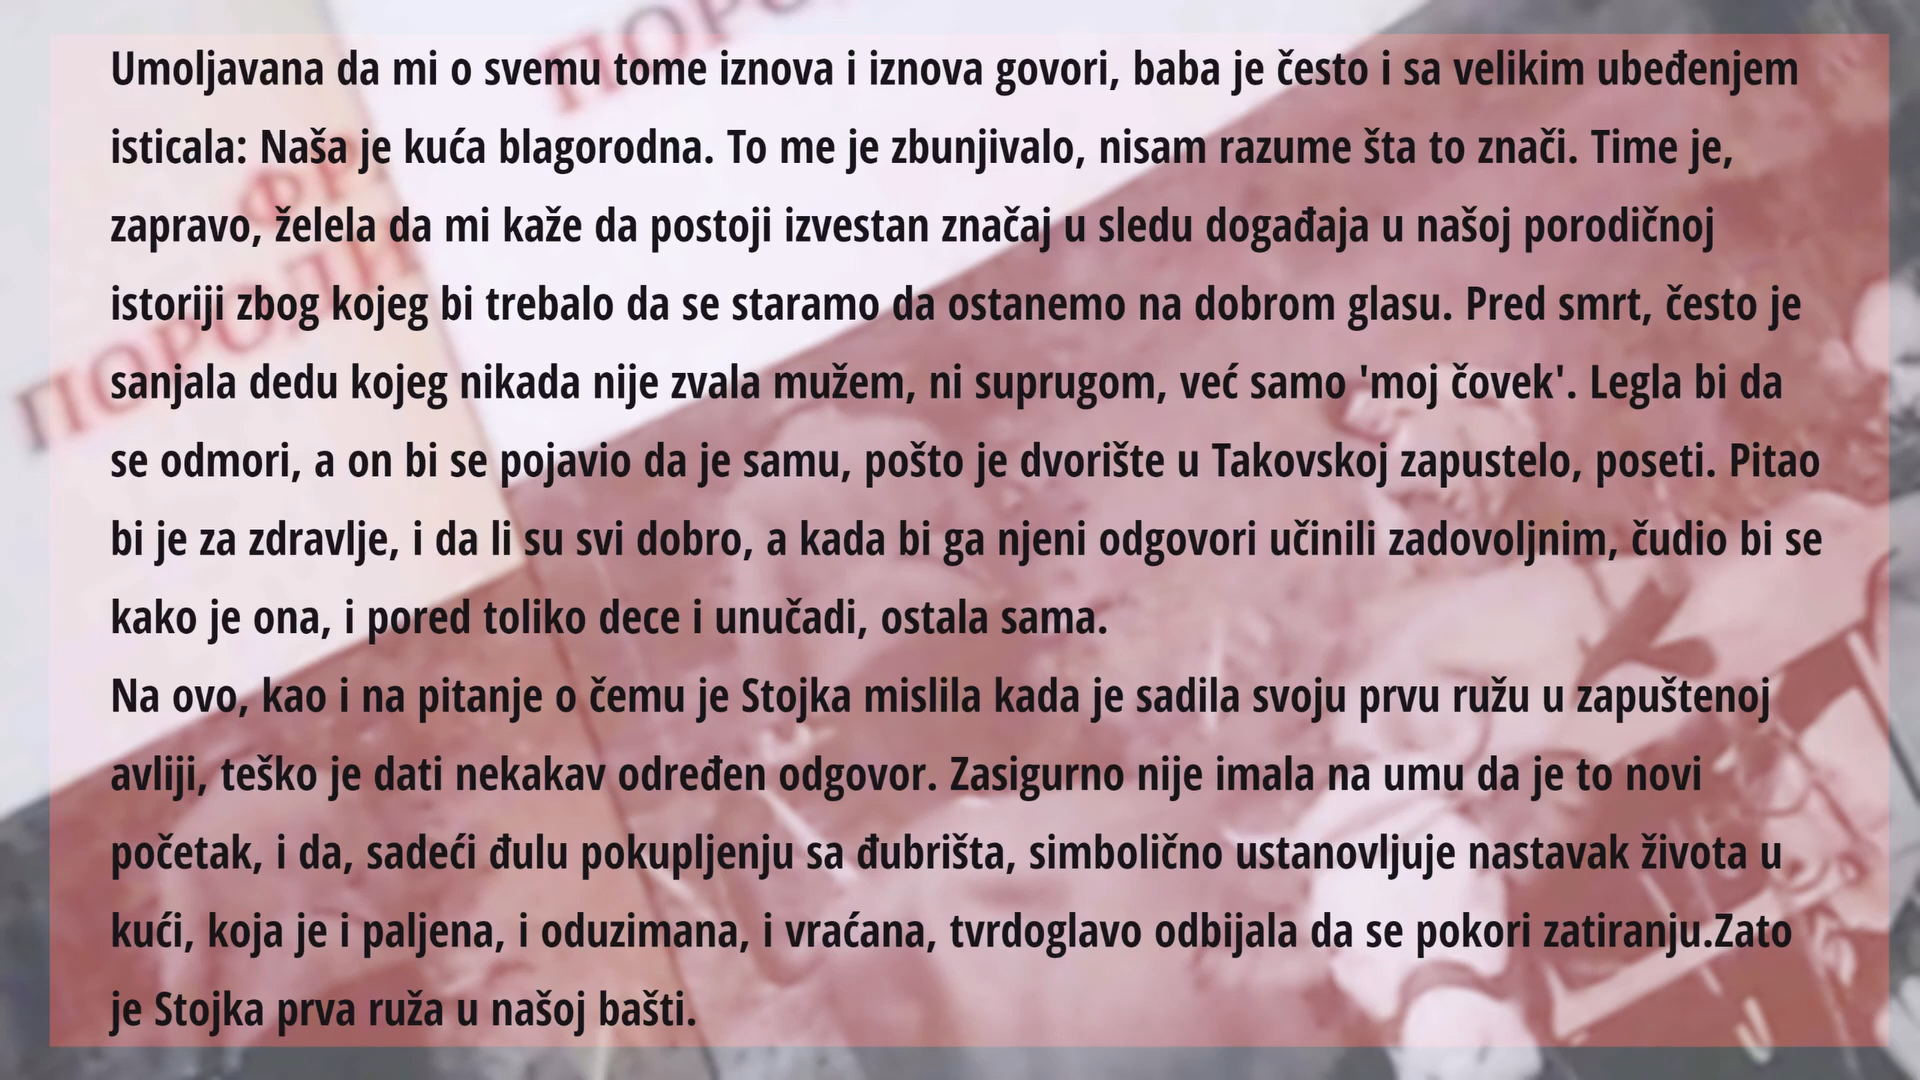 Umoljavana da mi o svemu tome iznova i iznova govori, baba je često i sa velikim ubeđenjem
isticala: Naša je kuća blagorodna. To me je zbunjivalo, nisam razume šta to znači. Time je,
zapravo, želela da mi kaže da postoji izvestan značaj u sledu događaja u našoj porodičnoj
istoriji zbog kojeg bi trebalo da se staramo da ostanemo na dobrom glasu. Pred smrt, često je
sanjala dedu kojeg nikada nije zvala mužem, ni suprugom, već samo 'moj čovek'. Legla bi da
se odmori, a on bi se pojavio da je samu, pošto je dvorište u Takovskoj zapustelo, poseti. Pitao
bi je za zdravlje, i da li su svi dobro, a kada bi ga njeni odgovori učinili zadovoljnim, čudio bi se
kako je ona, i pored toliko dece i unučadi, ostala sama.
Na ovo, kao i na pitanje o čemu je Stojka mislila kada je sadila svoju prvu ružu u zapuštenoj
avliji, teško je dati nekakav određen odgovor. Zasigurno nije imala na umu da je to novi
početak, i da, sadeći đulu pokupljenju sa đubrišta, simbolično ustanovljuje nastavak života u
kući, koja je i paljena, i oduzimana, i vraćana, tvrdoglavo odbijala da se pokori zatiranju.Zato
je Stojka prva ruža u našoj bašti.